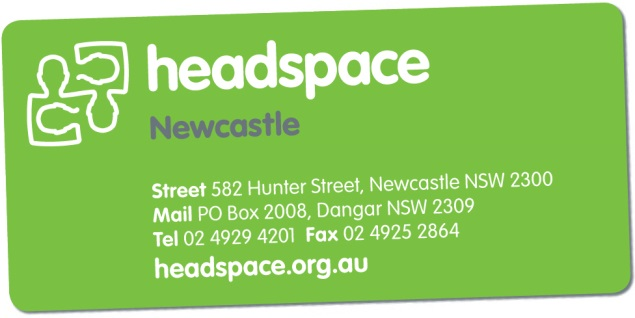 headspace
Newcastle
Street 582 Hunter Street, Newcastle NSW 2300
Mail PO Box 2008, Dangar NSW 2309
Tel 02 4929 4201 Fax 02 4925 2864
headspace.org.au